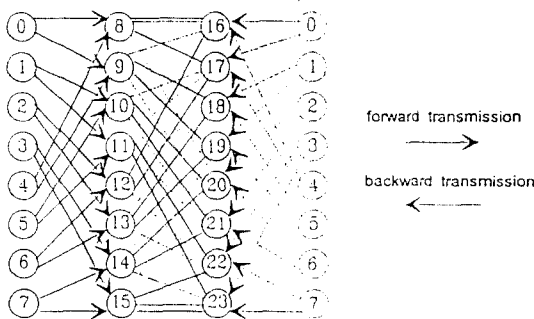 0 8 16 0
1 9 17 1
2 10 18 2
forward transmission
3 11 19 3
4 12 20 4
backward transmission
5 13 21 5
6 14 22 6
7 15 23 7